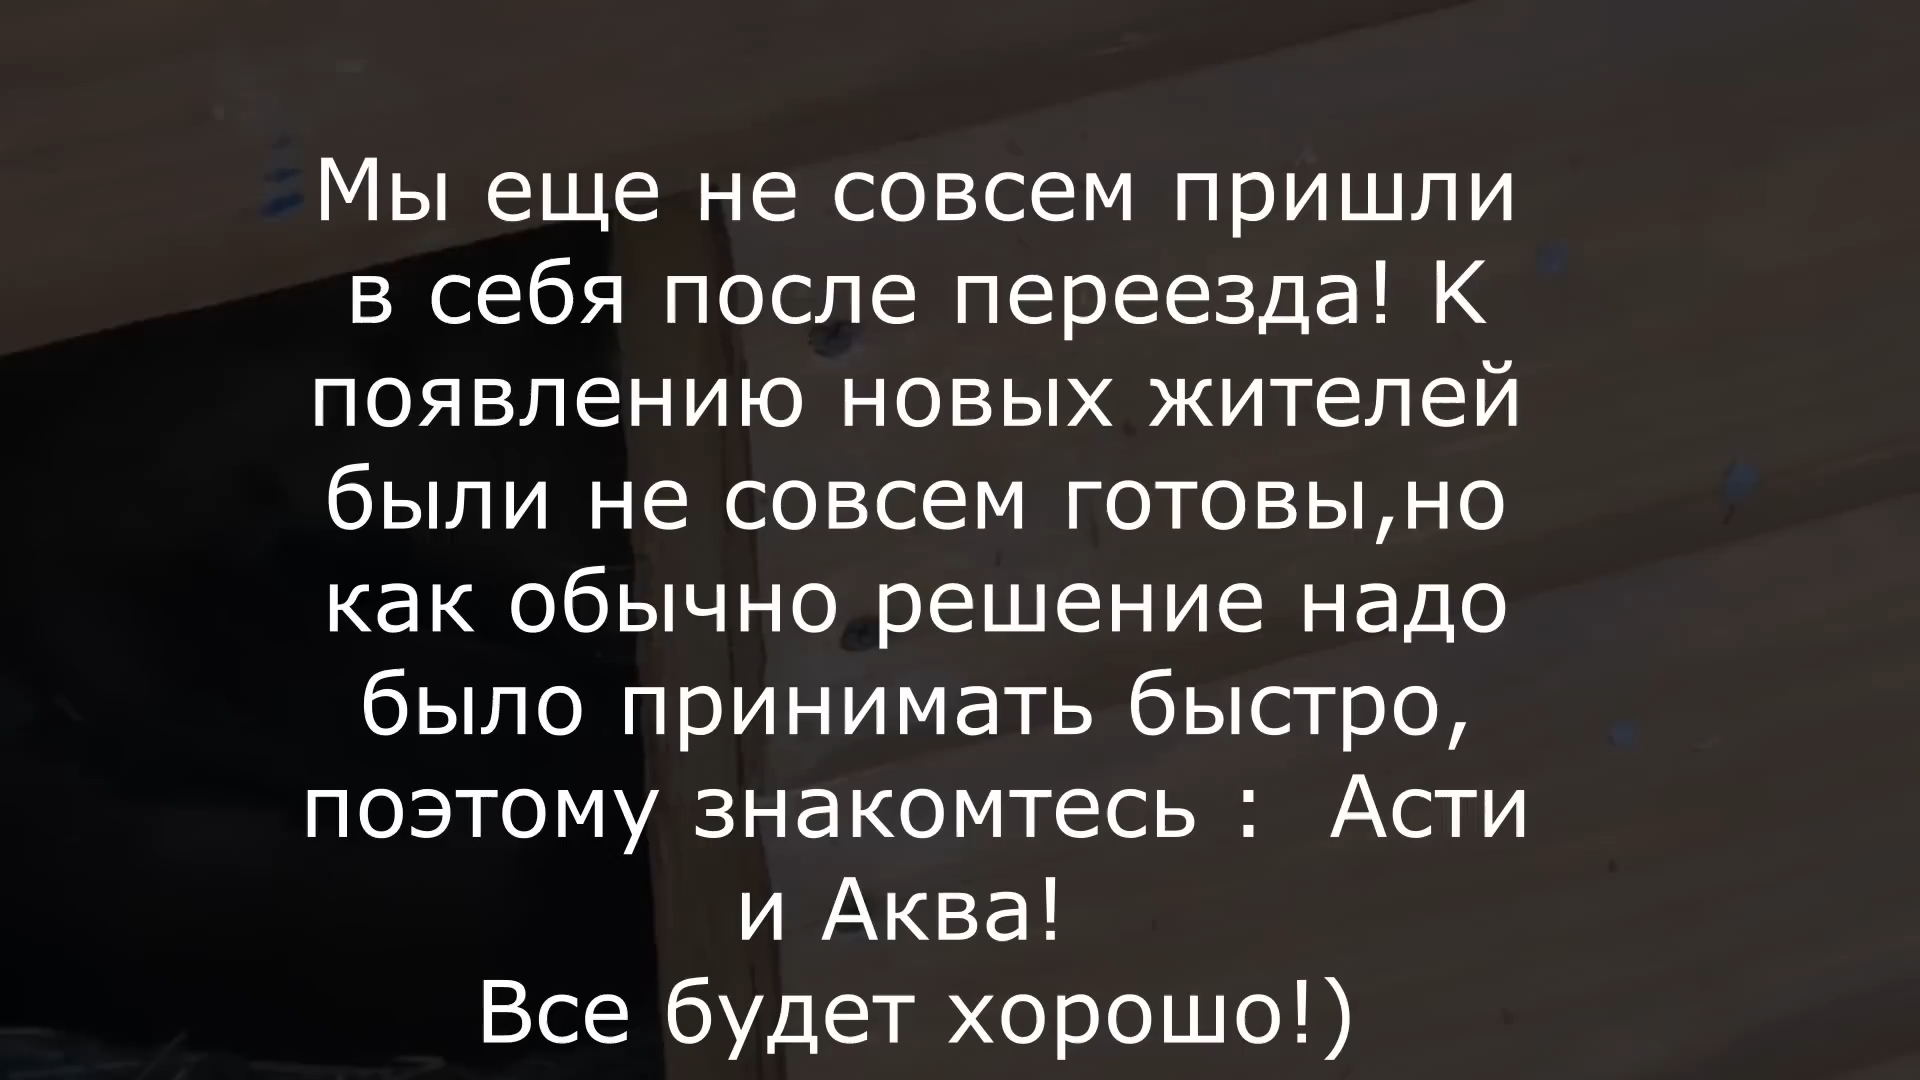 Мы еще не совсем пришли
в себя после переезда! К
появлению новых жителей
были не совсем готовы,но
как обычно решение надо
было принимать быстро,
поэтому знакомтесь :  Асти
и Аква!
Все будет хорошо!)